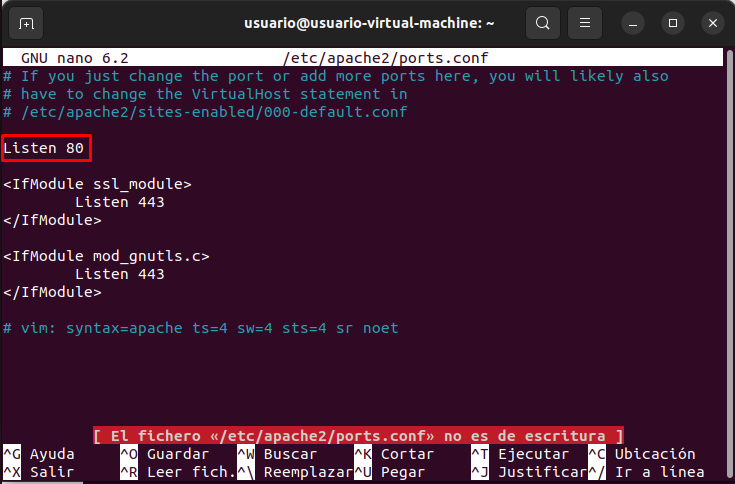 usuario@usuario-virtual-machine: ~
GNU nano 6.2 /etc/apache2/ports.conf
# If you just change the port or add more ports here, you will likely also
# have to change the VirtualHost statement in
# /etc/apache2/sites-enabled/000-default.conf
Listen 80
<IfModule ssl_module>
Listen 443
</IfModule>
<IfModule mod_gnutls.c>
Listen 443
</IfModule>
# vim: syntax=apache ts=4 sw=4 sts=4 sr noet
[ El fichero «/etc/apache2/ports.conf» no es de escritura ]
^G Ayuda ^O Guardar ^W Buscar ^K Cortar ^T Ejecutar ^C Ubicación
^X Salir ^R Leer fich. ^\ Reemplazar ^U Pegar ^J Justificar ^/ Ir a línea